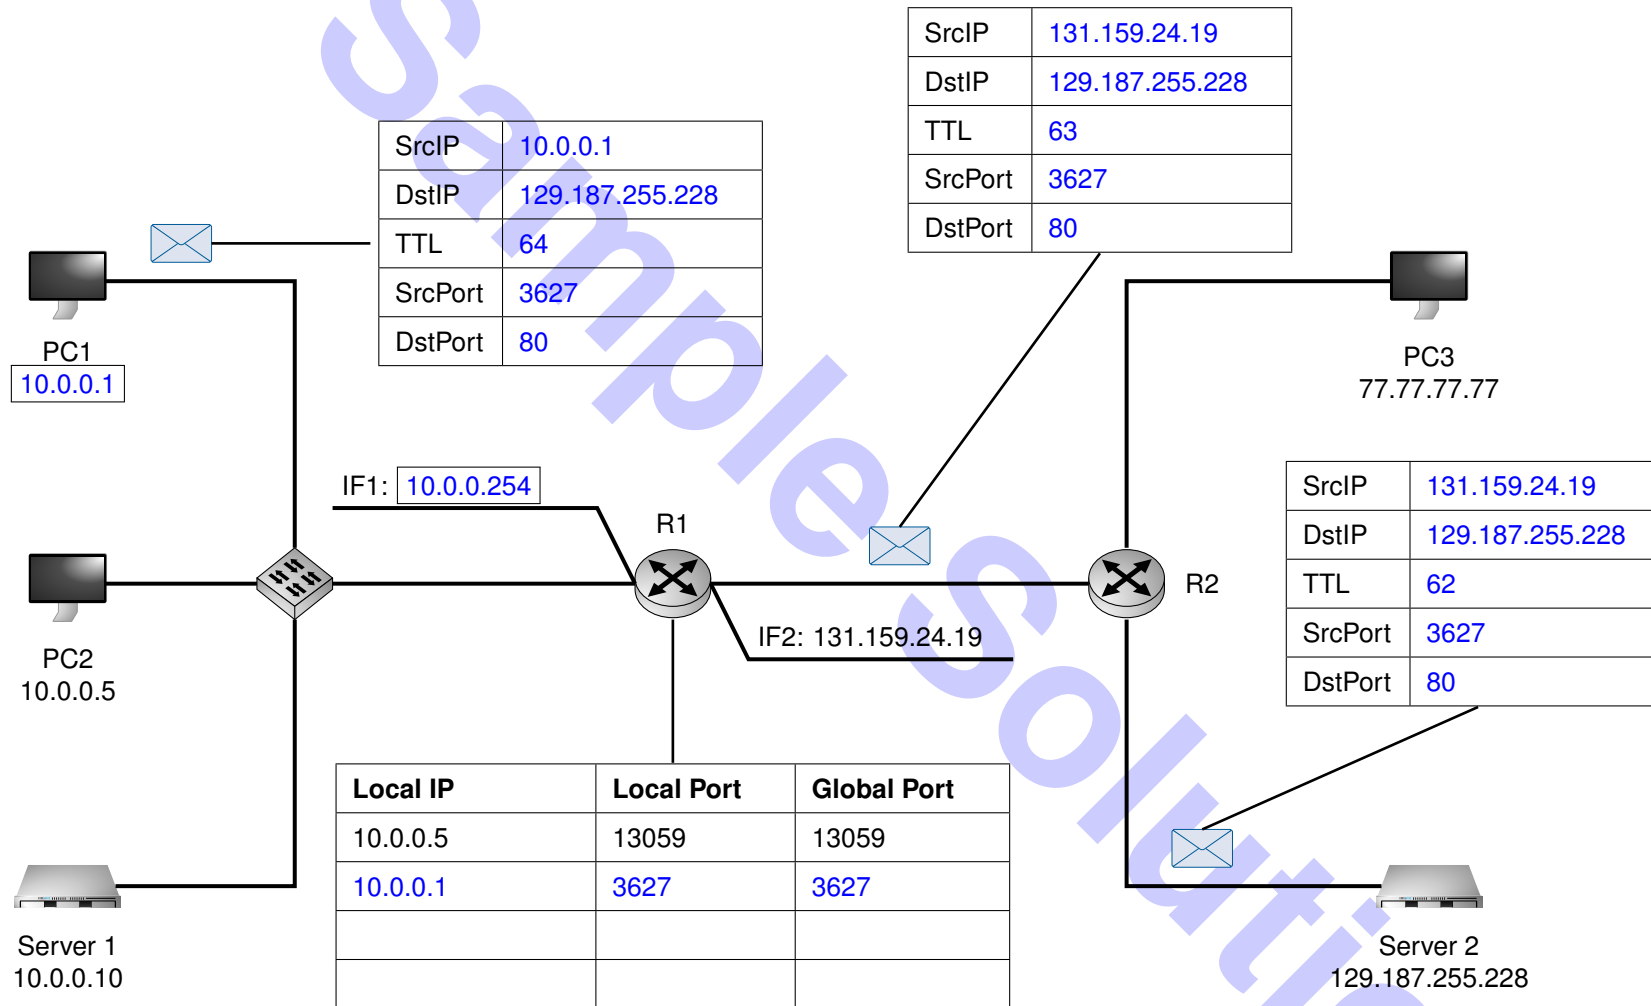 SrcIP 131.159.24.19
DstIP 129.187.255.228
TTL 63
SrcPort 3627
DstPort 80
SrcIP 10.0.0.1
DstIP 129.187.255.228
TTL 64
SrcPort 3627
DstPort 80
PC1
10.0.0.1
PC3
77.77.77.77
IF1: 10.0.0.254
R1
R2
IF2: 131.159.24.19
SrcIP 131.159.24.19
DstIP 129.187.255.228
TTL 62
SrcPort 3627
DstPort 80
PC2
10.0.0.5
Local IP Local Port Global Port
10.0.0.5 13059 13059
10.0.0.1 3627 3627
Server 1
10.0.0.10
Server 2
129.187.255.228
Sample Solutio